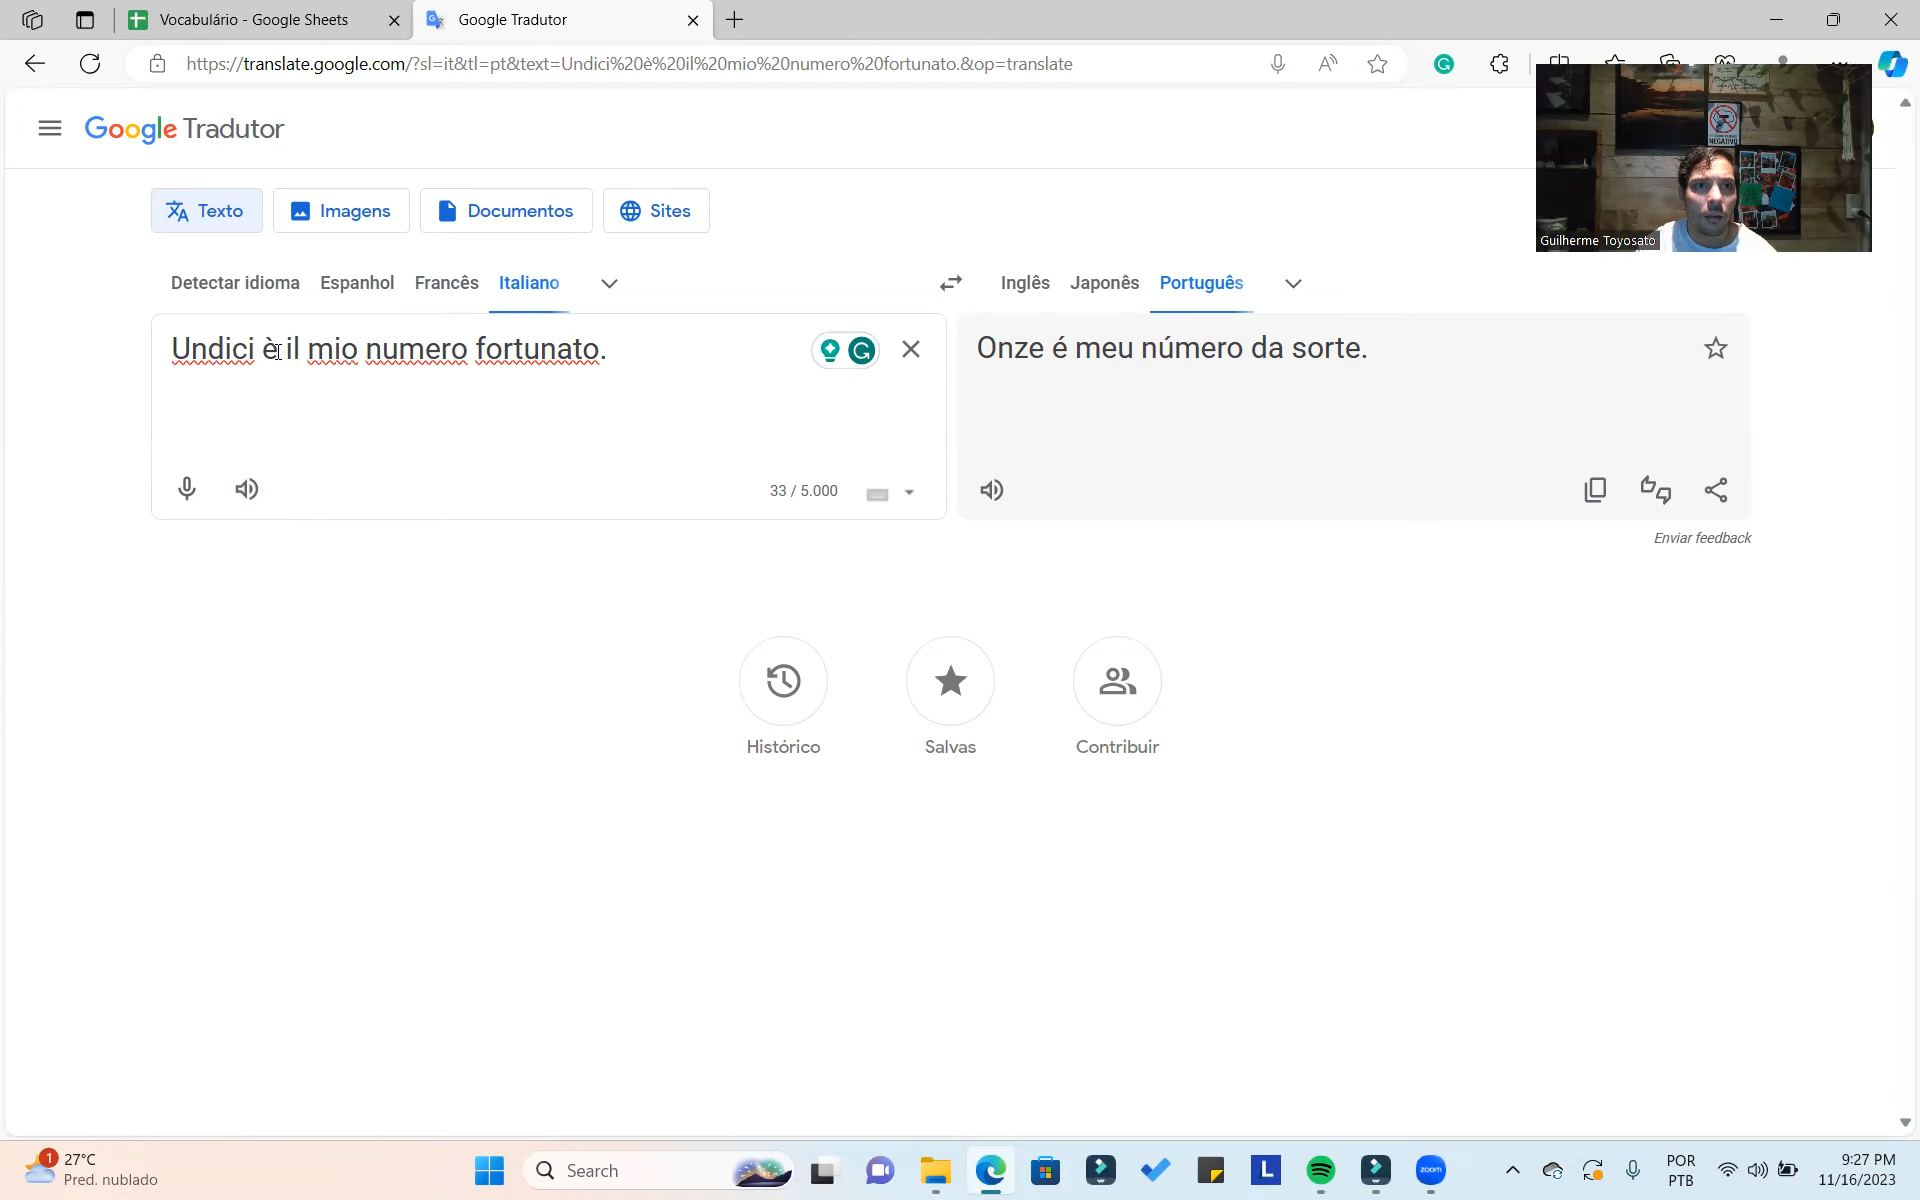 Vocabulário - Google Sheets
Google Tradutor
https://translate.google.com/?sl=it&tl=pt&text=Undici%20è%20il%20mio%20numero%20fortunato.&op=translate
Google Tradutor
NEGATIVO
Guilherme Toyosato
Texto
Imagens
Documentos
Sites
Detectar idioma
Espanhol
Francês
Italiano
Inglês
Japonês
Português
Undici è il mio numero fortunato.
33 / 5.000
Onze é meu número da sorte.
Enviar feedback
Histórico
Salvas
Contribuir
1
27°C
Pred. nublado
Search
L
zoom
POR
PTB
9:27 PM
11/16/2023